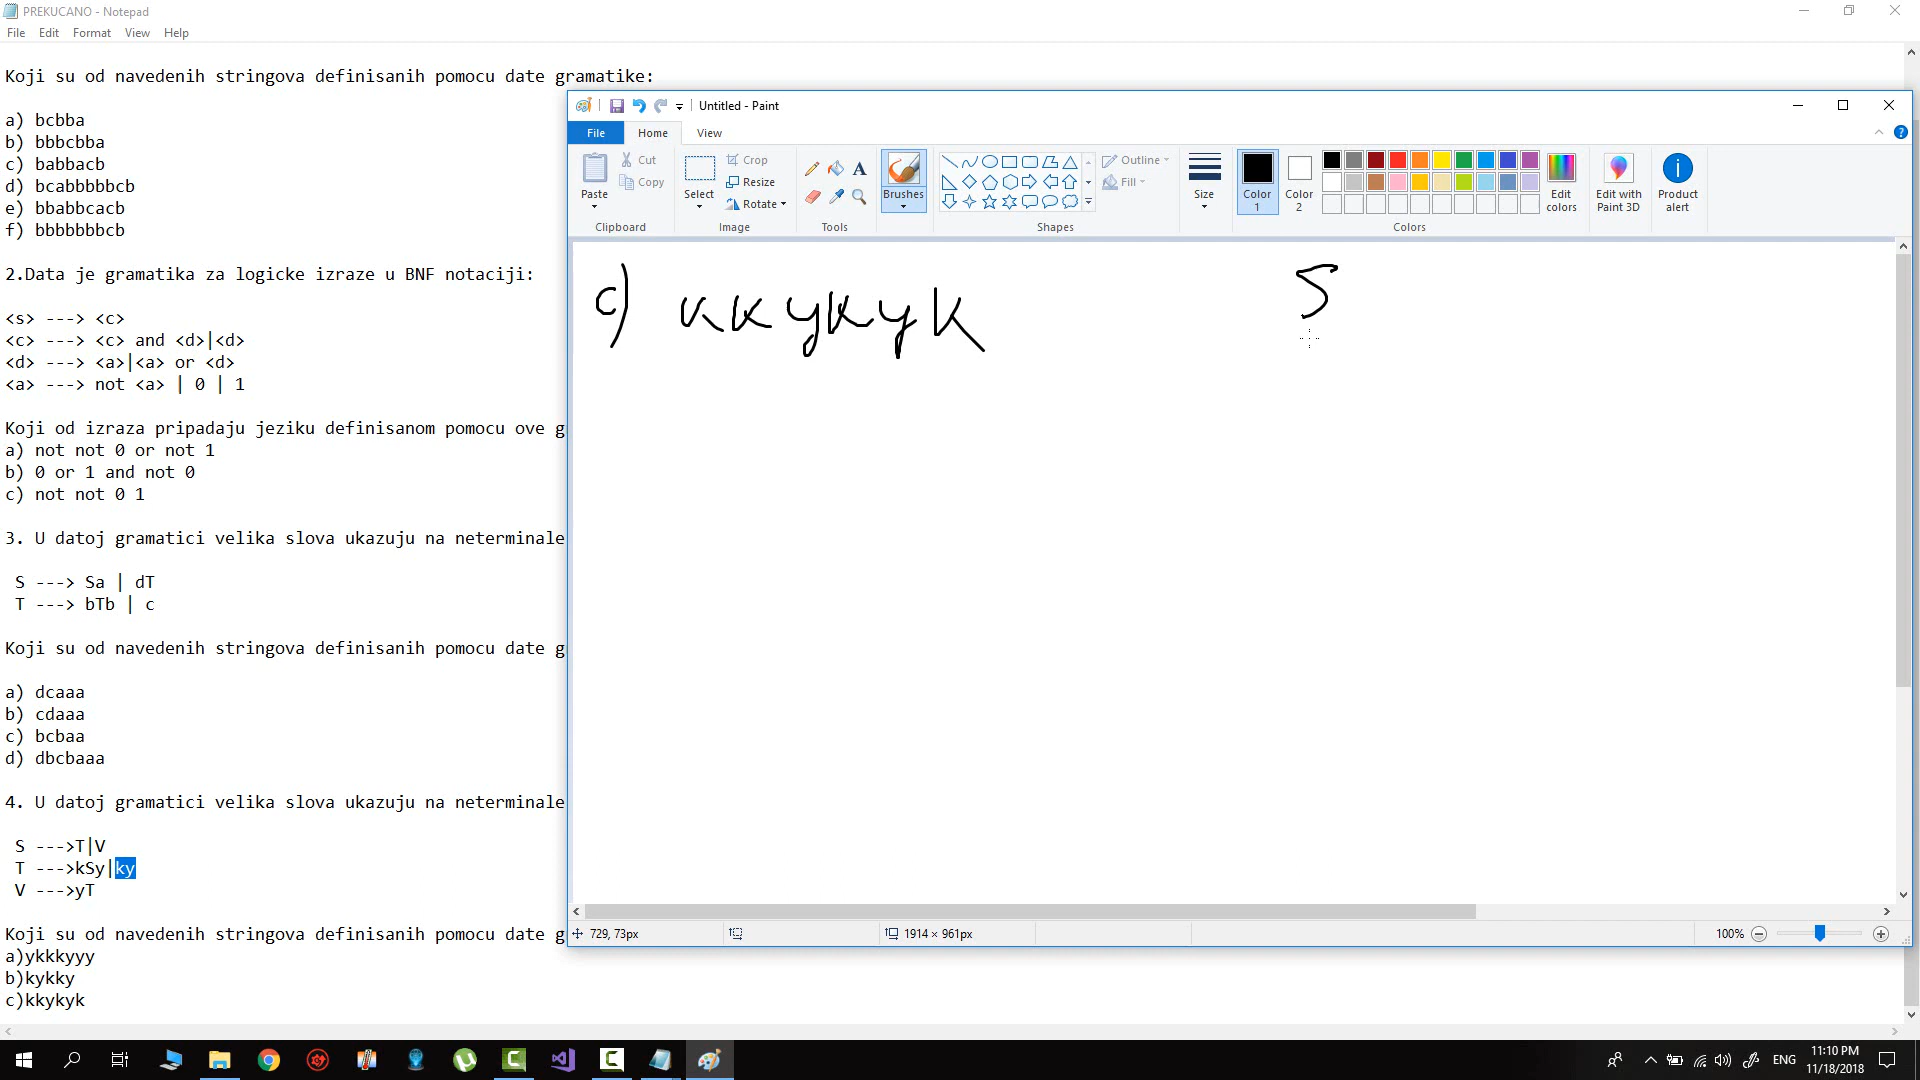 PREKUCANO - Notepad
File Edit Format View Help
Koji su od navedenih stringova definisanih pomocu date gramatike:
a) bcbba
b) bbbcbba
c) babbacb
d) bcabbbbbcb
e) bbabbcacb
f) bbbbbbbcb
2.Data je gramatika za logicke izraze u BNF notaciji:
<s> ---> <c>
<c> ---> <c> and <d>|<d>
<d> ---> <a>|<a> or <d>
<a> ---> not <a> | 0 | 1
Koji od izraza pripadaju jeziku definisanom pomocu ove g
a) not not 0 or not 1
b) 0 or 1 and not 0
c) not not 0 1
3. U datoj gramatici velika slova ukazuju na neterminale
S ---> Sa | dT
T ---> bTb | c
Koji su od navedenih stringova definisanih pomocu date g
a) dcaaa
b) cdaaa
c) bcbaa
d) dbcbaaa
4. U datoj gramatici velika slova ukazuju na neterminale
S --->T|V
T --->kSy|ky
V --->yT
Koji su od navedenih stringova definisanih pomocu date g
a)ykkkyyy
b)kykky
c)kkykyk
Untitled - Paint
File Home View
Paste Cut Copy
Clipboard
Select Crop Resize Rotate
Image
Tools
Brushes
Shapes
Outline
Fill
Size
Color 1
Color 2
Edit colors
Colors
Edit with Paint 3D
Product alert
c) kkykyk
S
729, 73px
1914 × 961px
100%
ENG
11:10 PM
11/18/2018